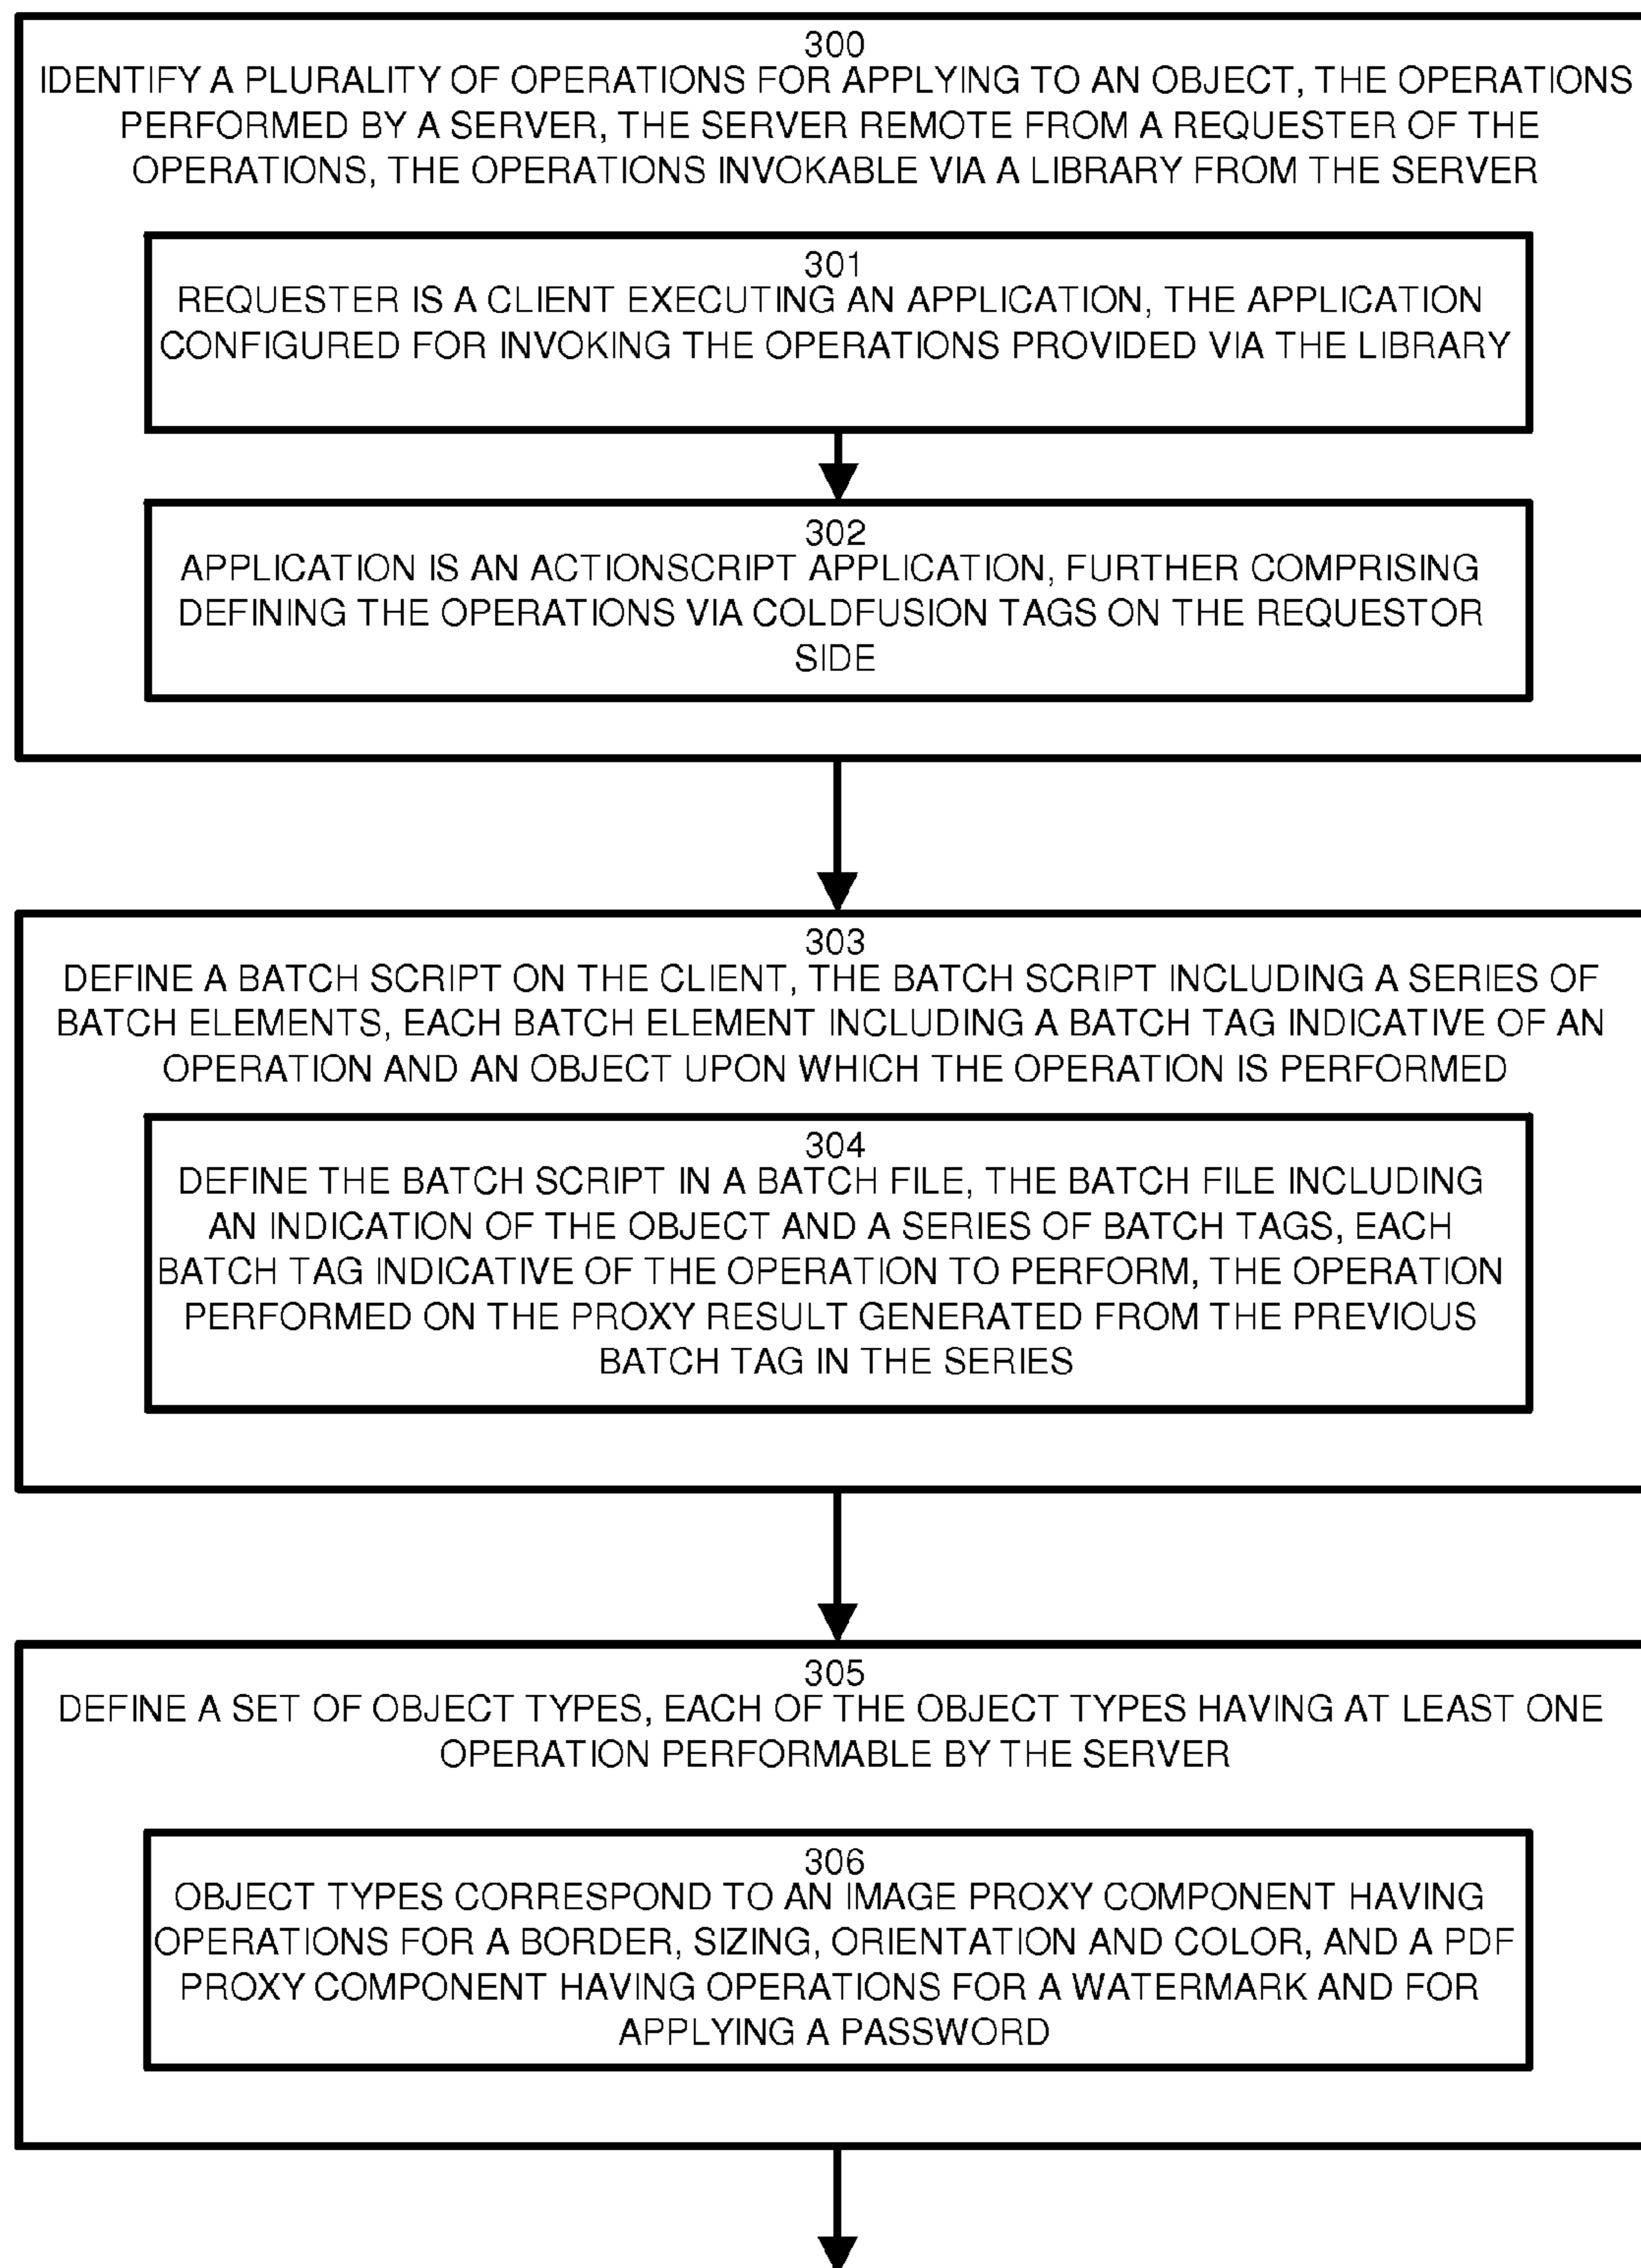 300
IDENTIFY A PLURALITY OF OPERATIONS FOR APPLYING TO AN OBJECT, THE OPERATIONS
PERFORMED BY A SERVER, THE SERVER REMOTE FROM A REQUESTER OF THE
OPERATIONS, THE OPERATIONS INVOKABLE VIA A LIBRARY FROM THE SERVER
301
REQUESTER IS A CLIENT EXECUTING AN APPLICATION, THE APPLICATION
CONFIGURED FOR INVOKING THE OPERATIONS PROVIDED VIA THE LIBRARY
302
APPLICATION IS AN ACTIONSCRIPT APPLICATION, FURTHER COMPRISING
DEFINING THE OPERATIONS VIA COLDFUSION TAGS ON THE REQUESTOR
SIDE
303
DEFINE A BATCH SCRIPT ON THE CLIENT, THE BATCH SCRIPT INCLUDING A SERIES OF
BATCH ELEMENTS, EACH BATCH ELEMENT INCLUDING A BATCH TAG INDICATIVE OF AN
OPERATION AND AN OBJECT UPON WHICH THE OPERATION IS PERFORMED
304
DEFINE THE BATCH SCRIPT IN A BATCH FILE, THE BATCH FILE INCLUDING
AN INDICATION OF THE OBJECT AND A SERIES OF BATCH TAGS, EACH
BATCH TAG INDICATIVE OF THE OPERATION TO PERFORM, THE OPERATION
PERFORMED ON THE PROXY RESULT GENERATED FROM THE PREVIOUS
BATCH TAG IN THE SERIES
305
DEFINE A SET OF OBJECT TYPES, EACH OF THE OBJECT TYPES HAVING AT LEAST ONE
OPERATION PERFORMABLE BY THE SERVER
306
OBJECT TYPES CORRESPOND TO AN IMAGE PROXY COMPONENT HAVING
OPERATIONS FOR A BORDER, SIZING, ORIENTATION AND COLOR, AND A PDF
PROXY COMPONENT HAVING OPERATIONS FOR A WATERMARK AND FOR
APPLYING A PASSWORD